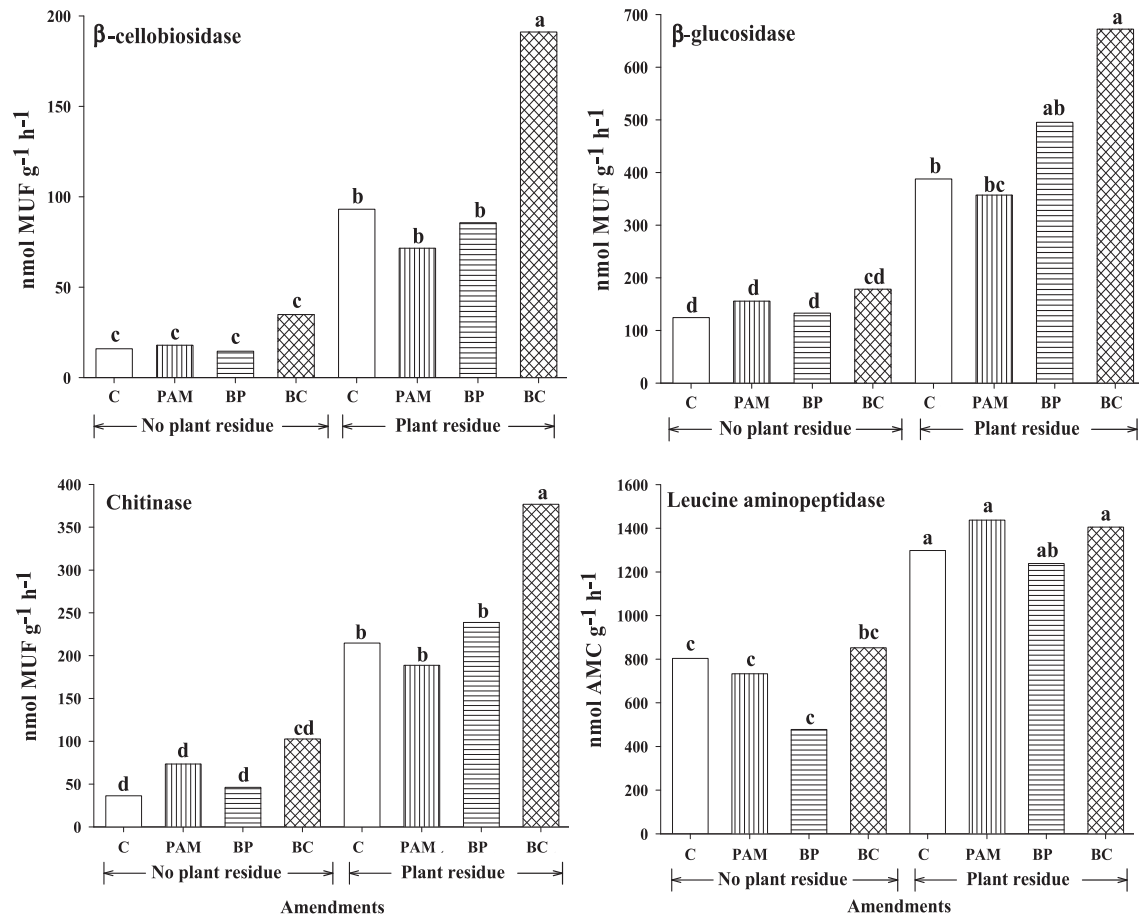 β-cellobiosidase
nmol MUF g-1 h-1
200
150
100
50
0
c
c
c
c
b
b
b
a
C PAM BP BC C PAM BP BC
No plant residue Plant residue
β-glucosidase
nmol MUF g-1 h-1
700
600
500
400
300
200
100
0
d
d
d
cd
b
bc
ab
a
C PAM BP BC C PAM BP BC
No plant residue Plant residue
Chitinase
nmol MUF g-1 h-1
400
350
300
250
200
150
100
50
0
d
d
d
cd
b
b
b
a
C PAM BP BC C PAM . BP BC
No plant residue Plant residue
Amendments
Leucine aminopeptidase
nmol AMC g-1 h-1
1600
1400
1200
1000
800
600
400
200
0
c
c
c
bc
a
a
ab
a
C PAM BP BC C PAM BP BC
No plant residue Plant residue
Amendments